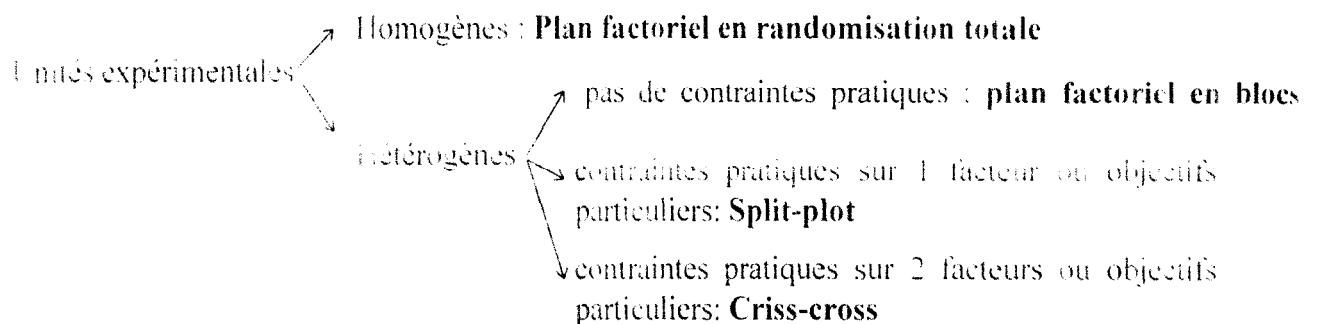 Homogènes : Plan factoriel en randomisation totale
Unités expérimentales
pas de contraintes pratiques : plan factoriel en blocs
Hétérogènes
contraintes pratiques sur 1 facteur ou objectifs
particuliers: Split-plot
contraintes pratiques sur 2 facteurs ou objectifs
particuliers: Criss-cross